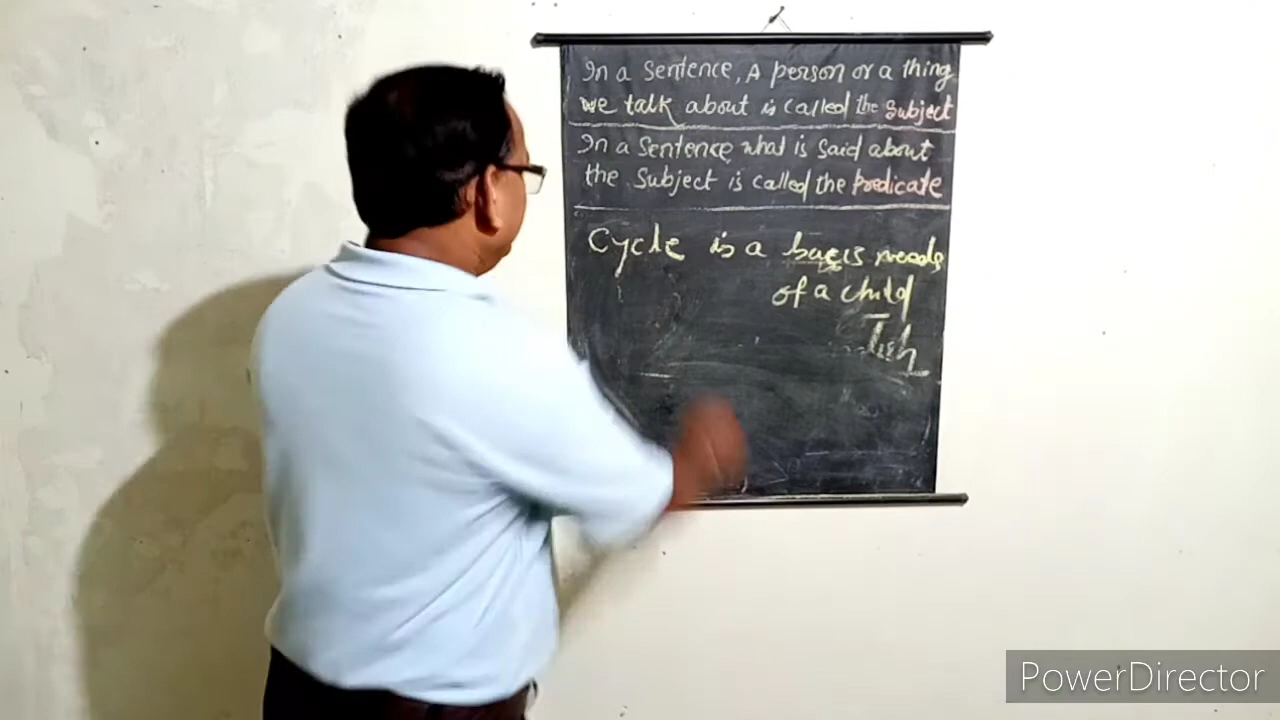 In a Sentence, A person or a thing
we talk about is called the Subject
In a Sentence what is said about
the Subject is called the Predicate
Cycle is a needs
of a child
PowerDirector